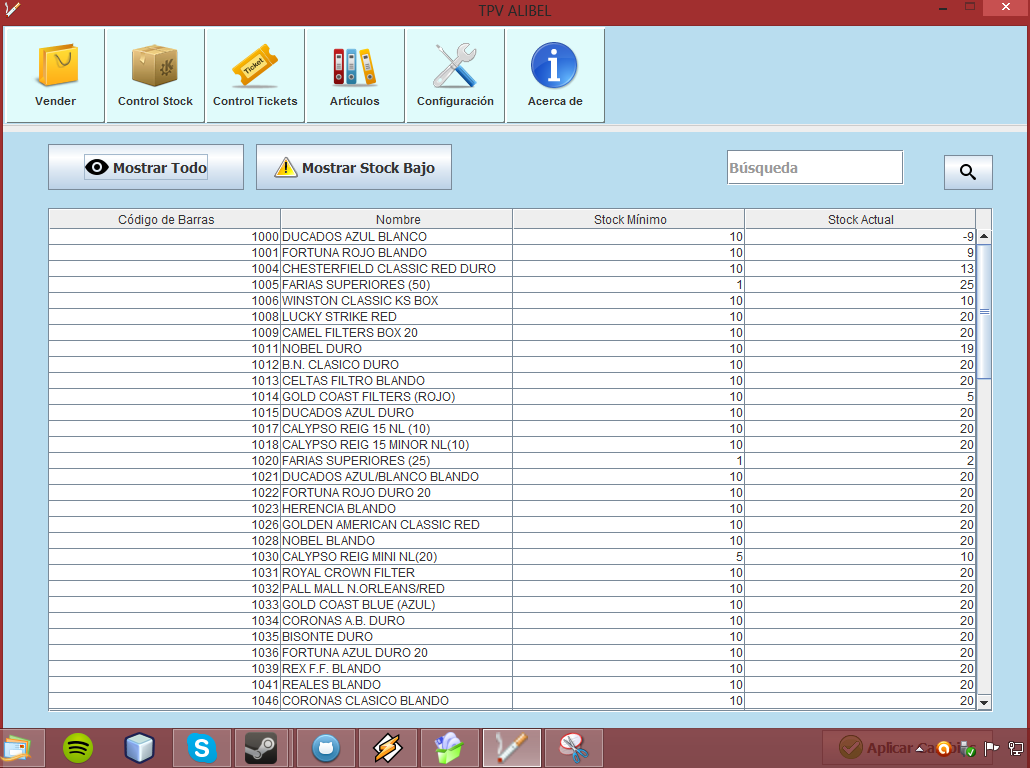 TPV ALIBEL
Vender
Control Stock
Ticket
Control Tickets
Artículos
Configuración
Acerca de
Mostrar Todo
Mostrar Stock Bajo
Búsqueda
Código de Barras Nombre Stock Mínimo Stock Actual
1000 DUCADOS AZUL BLANCO 10 -9
1001 FORTUNA ROJO BLANDO 10 9
1004 CHESTERFIELD CLASSIC RED DURO 10 13
1005 FARIAS SUPERIORES (50) 1 25
1006 WINSTON CLASSIC KS BOX 10 10
1008 LUCKY STRIKE RED 10 20
1009 CAMEL FILTERS BOX 20 10 20
1011 NOBEL DURO 10 19
1012 B.N. CLASICO DURO 10 20
1013 CELTAS FILTRO BLANDO 10 20
1014 GOLD COAST FILTERS (ROJO) 10 5
1015 DUCADOS AZUL DURO 10 20
1017 CALYPSO REIG 15 NL (10) 10 20
1018 CALYPSO REIG 15 MINOR NL(10) 10 20
1020 FARIAS SUPERIORES (25) 1 2
1021 DUCADOS AZUL/BLANCO BLANDO 10 20
1022 FORTUNA ROJO DURO 20 10 20
1023 HERENCIA BLANDO 10 20
1026 GOLDEN AMERICAN CLASSIC RED 10 20
1028 NOBEL BLANDO 10 20
1030 CALYPSO REIG MINI NL(20) 5 10
1031 ROYAL CROWN FILTER 10 20
1032 PALL MALL N.ORLEANS/RED 10 20
1033 GOLD COAST BLUE (AZUL) 10 20
1034 CORONAS A.B. DURO 10 20
1035 BISONTE DURO 10 20
1036 FORTUNA AZUL DURO 20 10 20
1039 REX F.F. BLANDO 10 20
1041 REALES BLANDO 10 20
1046 CORONAS CLASICO BLANDO 10 20
Aplicar